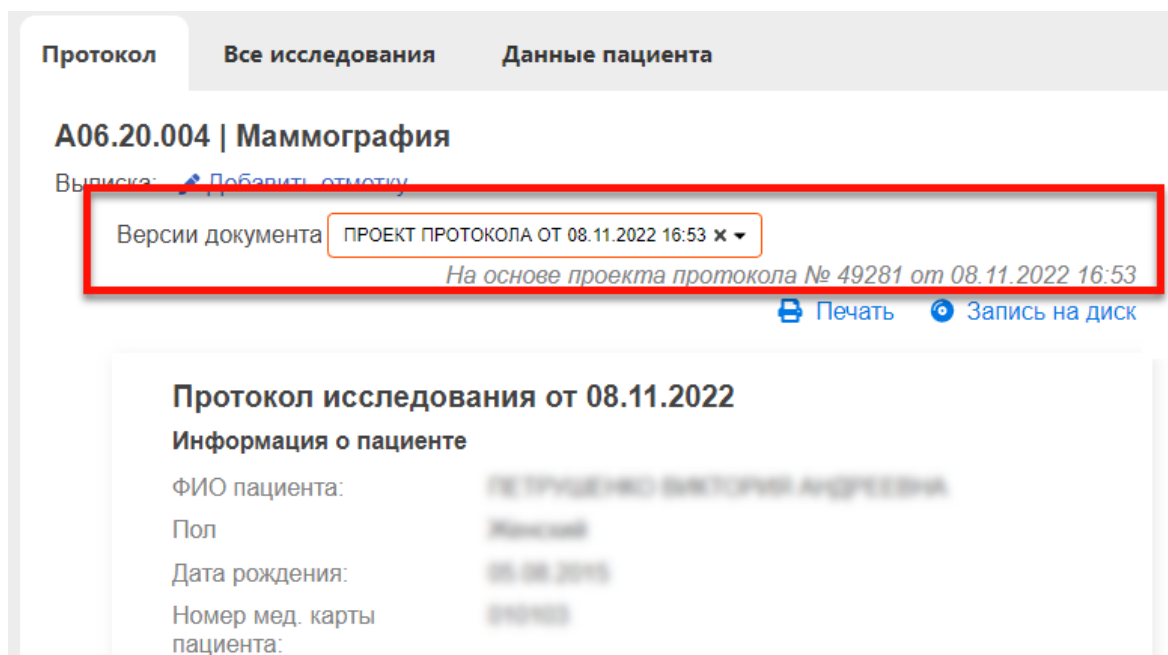 Протокол Все исследования Данные пациента
A06.20.004 | Маммография
Выписка: Добавить отметку
Версии документа ПРОЕКТ ПРОТОКОЛА ОТ 08.11.2022 16:53
На основе проекта протокола № 49281 от 08.11.2022 16:53
Печать Запись на диск
Протокол исследования от 08.11.2022
Информация о пациенте
ФИО пациента:
Пол
Дата рождения:
Номер мед. карты
пациента: